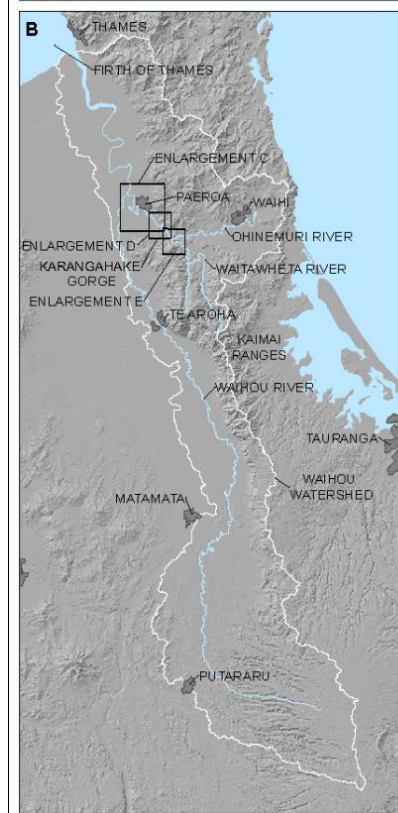 B
THAMES
FIRTH OF THAMES
ENLARGEMENT C
PAEROA
WAIHI
OHINEMURI RIVER
ENLARGEMENT D
KARANGAHAKE
GORGE
WAITAWHETA RIVER
ENLARGEMENT E
TE AROHA
KAIMAI
RANGES
WAIHOU RIVER
TAURANGA
WAIHOU
WATERSHED
MATAMATA
PUTARARU